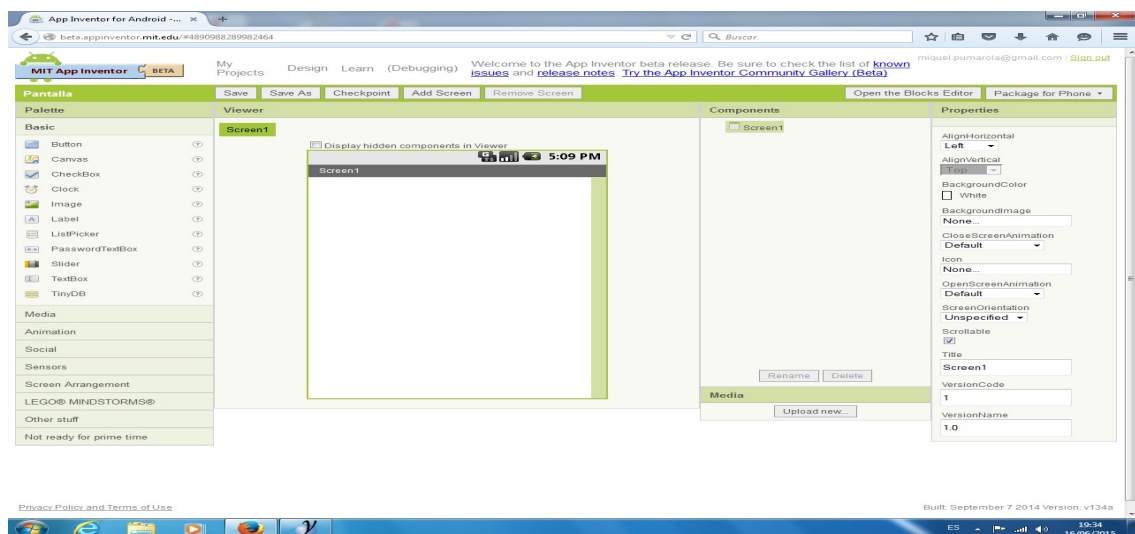 App Inventor for Android -...
beta.appinventor.mit.edu/#4890988289982464
Buscar
MIT App Inventor BETA
My Projects
Design Learn (Debugging)
Welcome to the App Inventor beta release. Be sure to check the list of known
issues and release notes. Try the App Inventor Community Gallery (Beta)
miquel.pumarola@gmail.com | Sign out
Pantalla
Save
Save As
Checkpoint
Add Screen
Remove Screen
Open the Blocks Editor
Package for Phone
Palette
Basic
Button
Canvas
CheckBox
Clock
Image
Label
ListPicker
PasswordTextBox
Slider
TextBox
TinyDB
Media
Animation
Social
Sensors
Screen Arrangement
LEGO® MINDSTORMS®
Other stuff
Not ready for prime time
Viewer
Screen1
Display hidden components in Viewer
5:09 PM
Screen1
Components
Screen1
Rename
Delete
Media
Upload new...
Properties
AlignHorizontal
Left
AlignVertical
Top
BackgroundColor
White
BackgroundImage
None...
CloseScreenAnimation
Default
Icon
None...
OpenScreenAnimation
Default
ScreenOrientation
Unspecified
Scrollable
Title
Screen1
VersionCode
1
VersionName
1.0
Privacy Policy and Terms of Use
Built: September 7 2014 Version: v134a
ES
19:34
16/06/2015